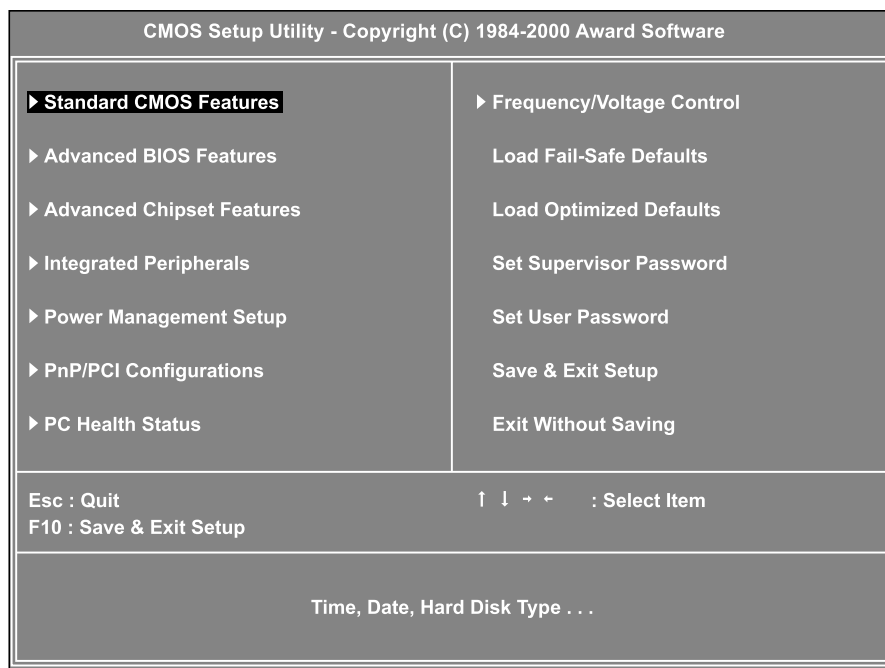 CMOS Setup Utility - Copyright (C) 1984-2000 Award Software
Standard CMOS Features
Advanced BIOS Features
Advanced Chipset Features
Integrated Peripherals
Power Management Setup
PnP/PCI Configurations
PC Health Status
Frequency/Voltage Control
Load Fail-Safe Defaults
Load Optimized Defaults
Set Supervisor Password
Set User Password
Save & Exit Setup
Exit Without Saving
Esc : Quit
F10 : Save & Exit Setup
↑ ↓ → ← : Select Item
Time, Date, Hard Disk Type . . .